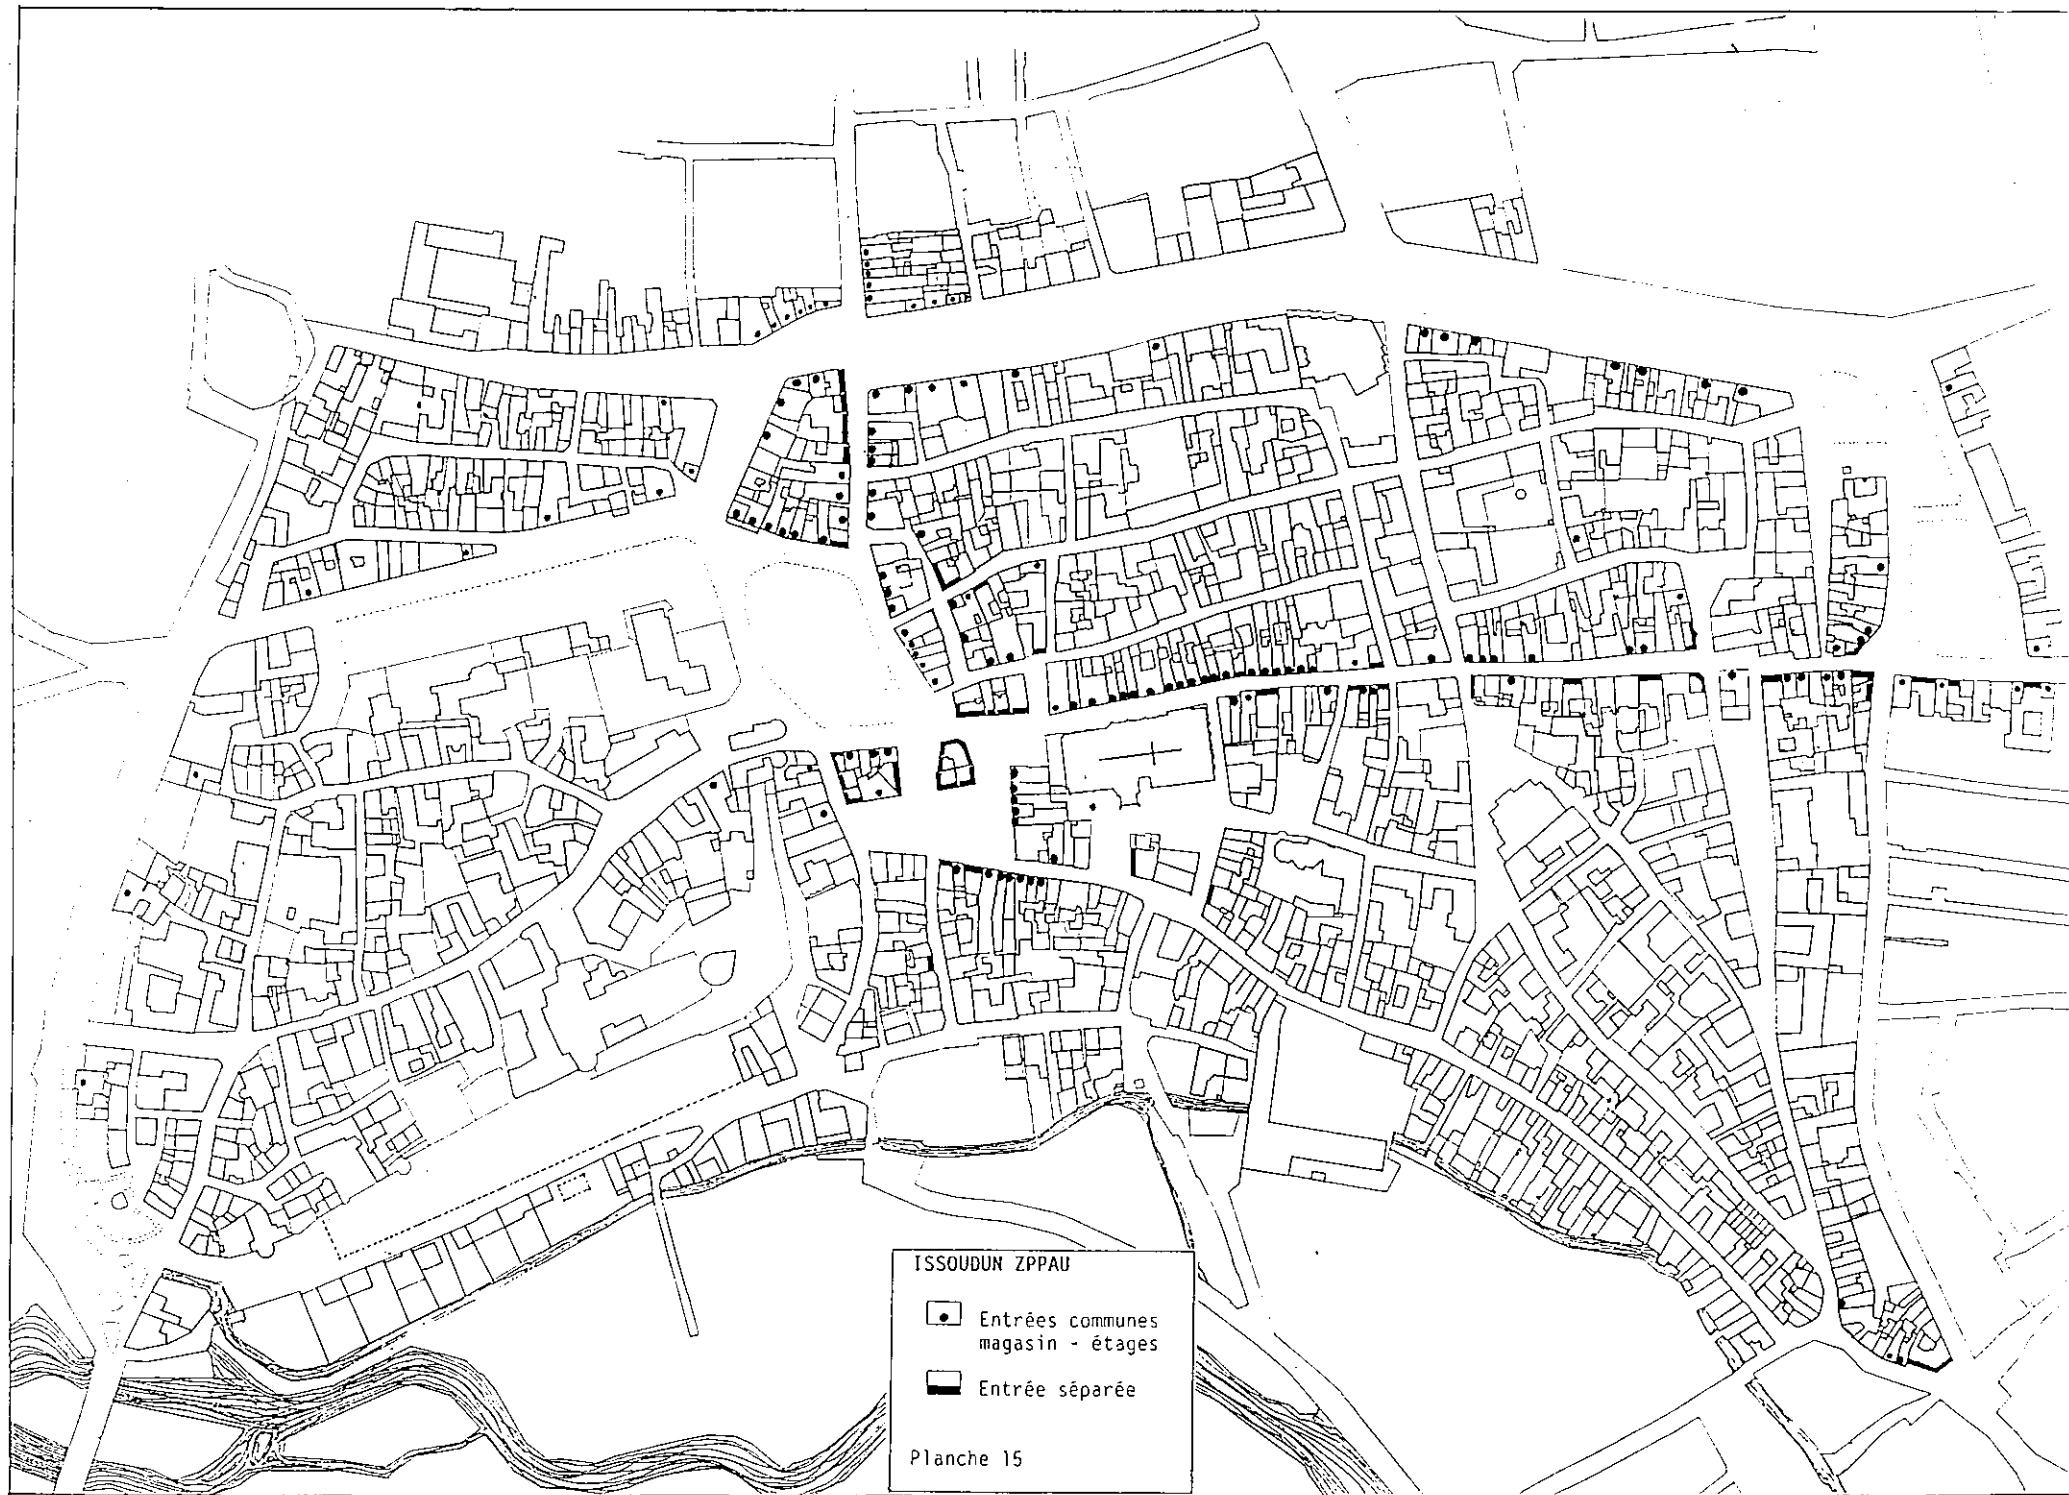 ISSOUDUN ZPPAU
Entrées communes
magasin - étages
Entrée séparée
Planche 15